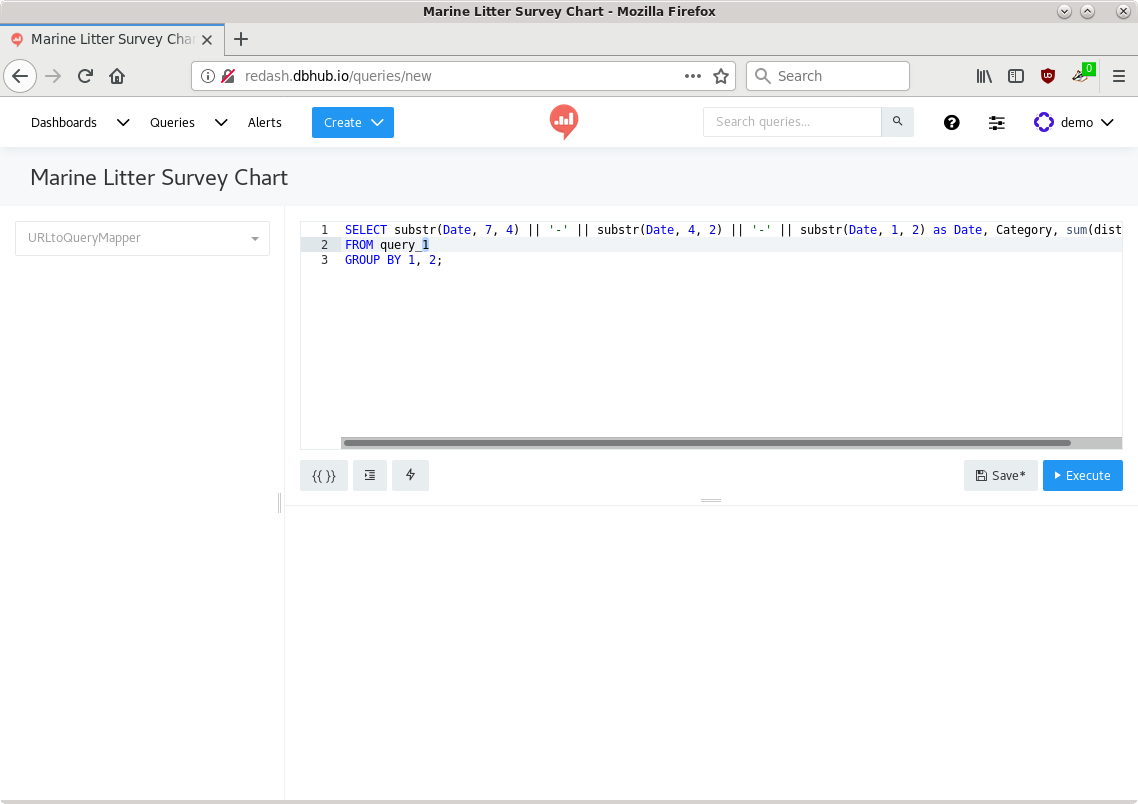 Marine Litter Survey Chart - Mozilla Firefox
Marine Litter Survey Cha
redash.dbhub.io/queries/new
Search
UD
0
Dashboards Queries Alerts Create Search queries... demo
Marine Litter Survey Chart
URLtoQueryMapper
1 SELECT substr(Date, 7, 4) || '-' || substr(Date, 4, 2) || '-' || substr(Date, 1, 2) as Date, Category, sum(dist
2 FROM query_1
3 GROUP BY 1, 2;
{{ }} Save* Execute